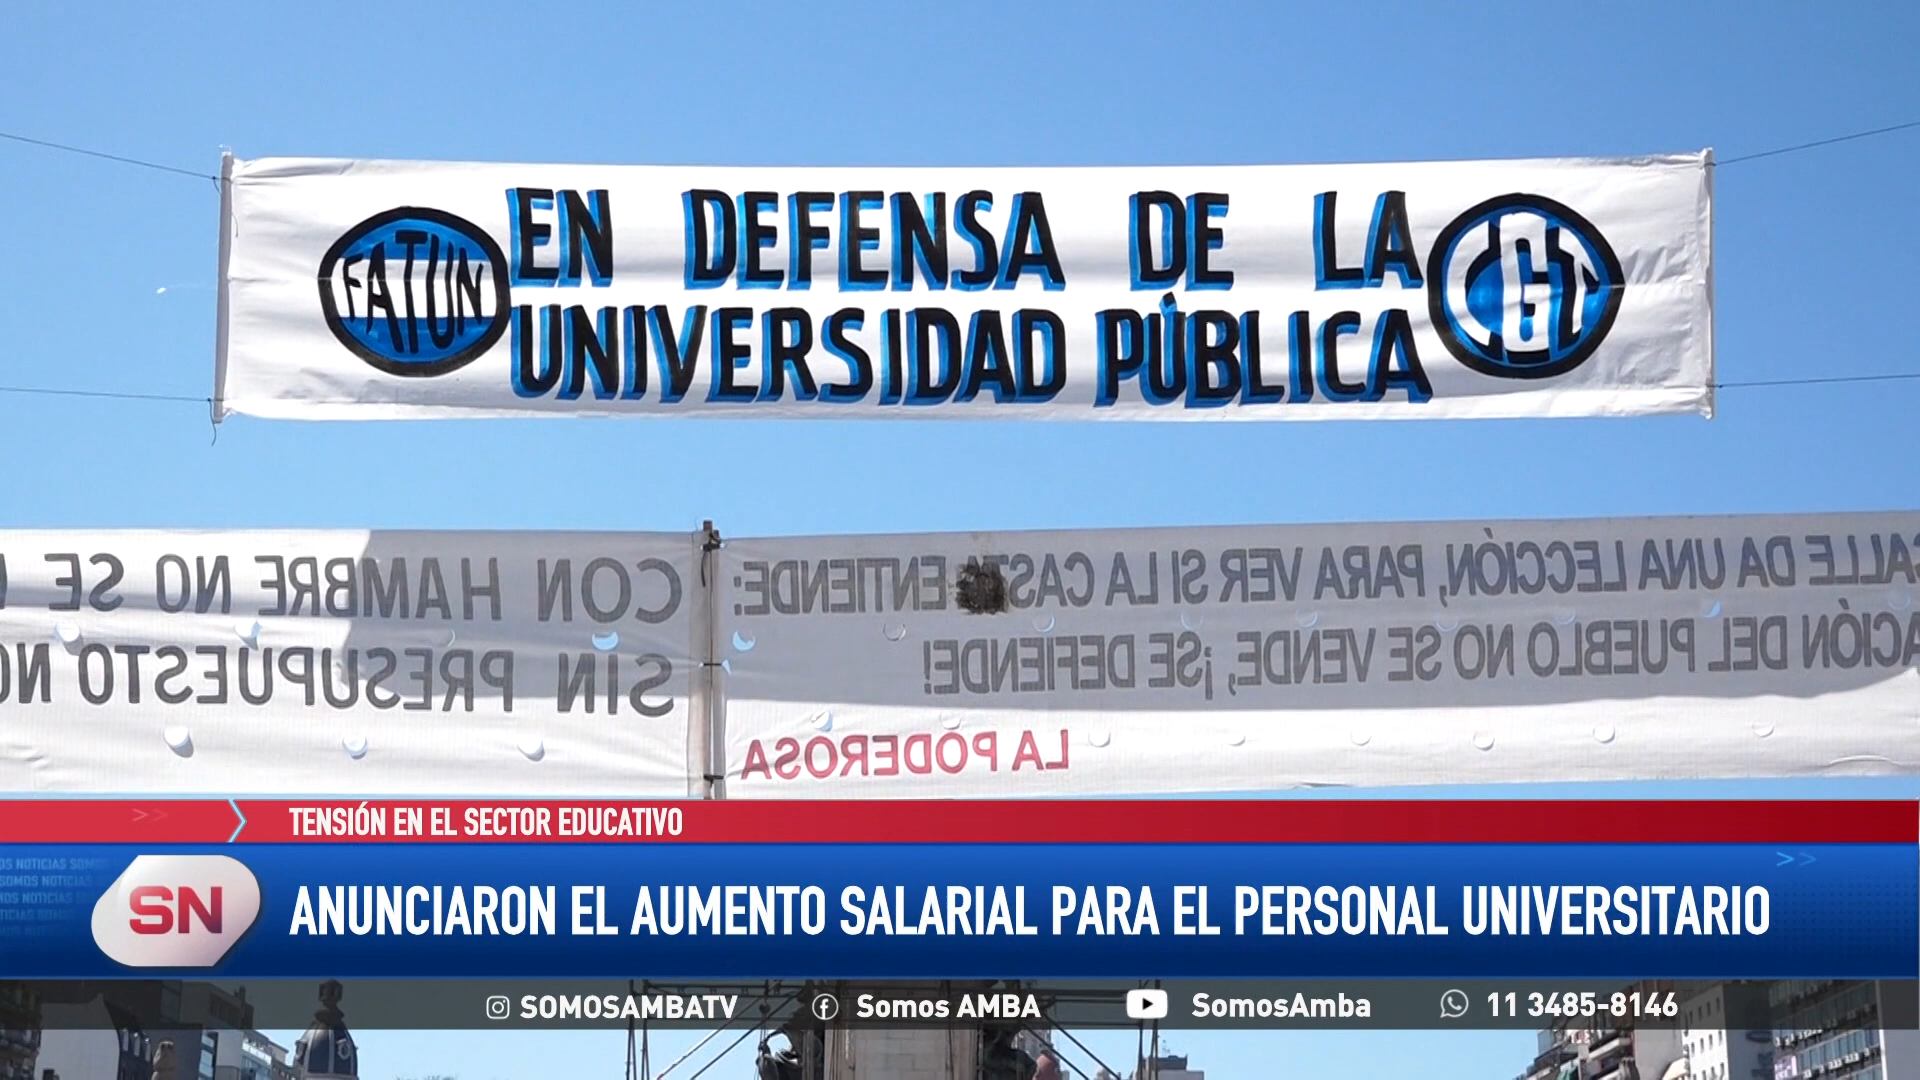 EN DEFENSA DE LA
UNIVERSIDAD PÚBLICA
FATUN
CGT
CON HAMBRE NO SE
SIN PRESUPUESTO NO
CALLE DA UNA LECCIÓN, PARA VER SI LA CASTA ENTIENDE:
DEL PUEBLO NO SE VENDE, ¡SE DEFIENDE!
LA PODEROSA
TENSIÓN EN EL SECTOR EDUCATIVO
SN
ANUNCIARON EL AUMENTO SALARIAL PARA EL PERSONAL UNIVERSITARIO
SOMOSAMBATV
Somos AMBA
SomosAmba
11 3485-8146